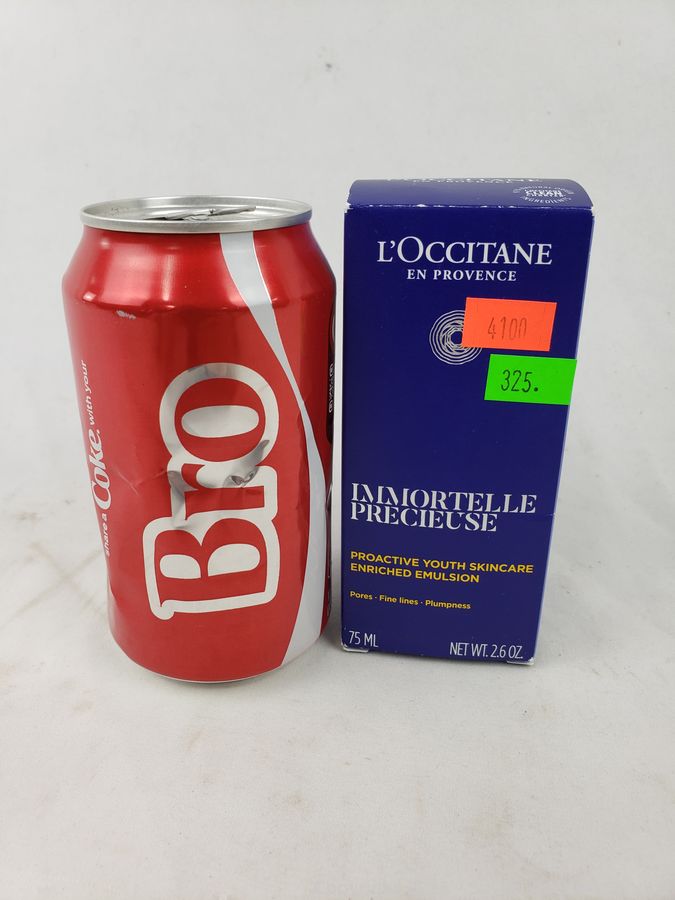 share a Coke. with your
Bro
L'OCCITANE
EN PROVENCE
4100
325.
IMMORTELLE
PRECIEUSE
PROACTIVE YOUTH SKINCARE
ENRICHED EMULSION
Pores · Fine lines · Plumpness
75 ML
NET WT. 2.6 OZ.